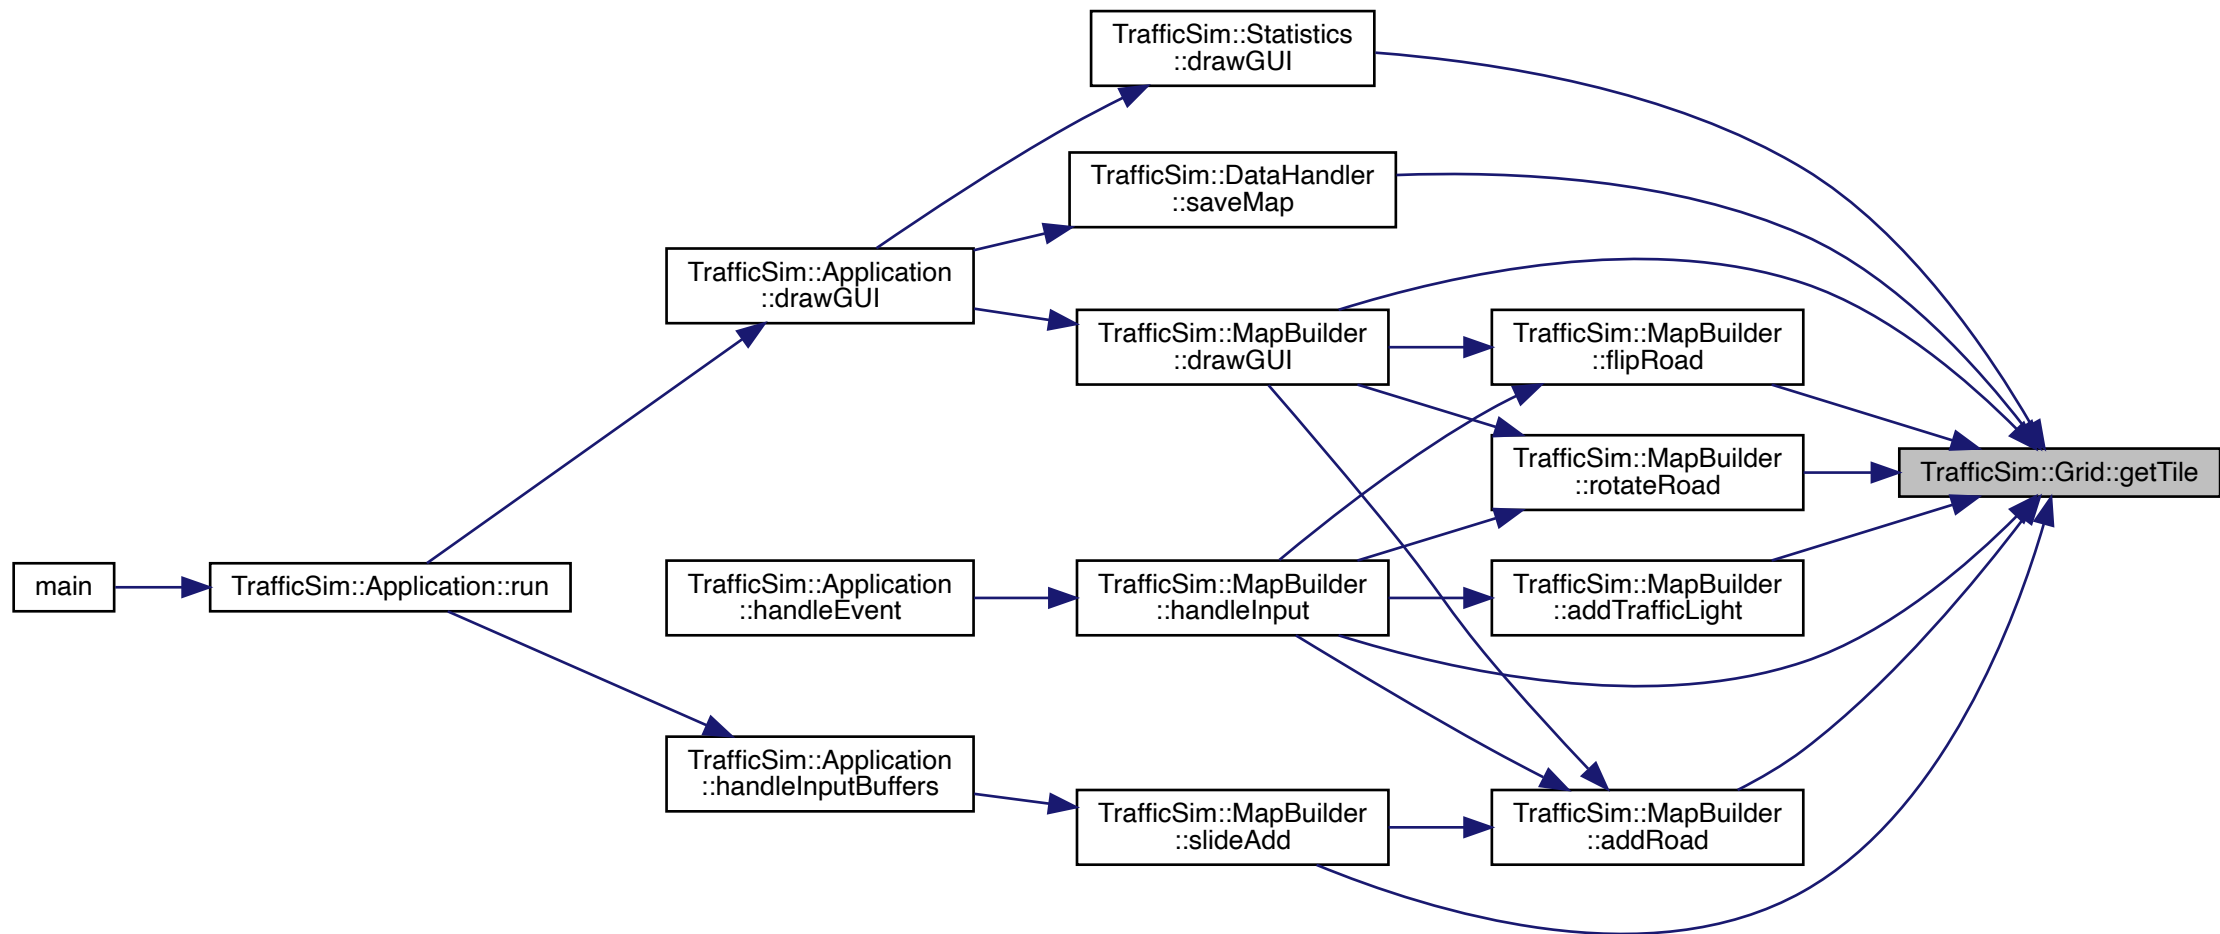 TrafficSim::Statistics
::drawGUI
TrafficSim::DataHandler
::saveMap
TrafficSim::Application
::drawGUI
TrafficSim::MapBuilder
::drawGUI
TrafficSim::MapBuilder
::flipRoad
TrafficSim::MapBuilder
::rotateRoad
TrafficSim::Grid::getTile
main
TrafficSim::Application::run
TrafficSim::Application
::handleEvent
TrafficSim::MapBuilder
::handleInput
TrafficSim::MapBuilder
::addTrafficLight
TrafficSim::Application
::handleInputBuffers
TrafficSim::MapBuilder
::slideAdd
TrafficSim::MapBuilder
::addRoad